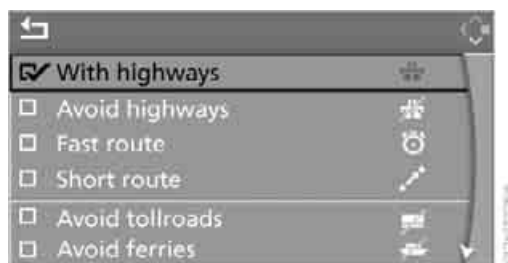 With highways
Avoid highways
Fast route
Short route
Avoid tollroads
Avoid ferries